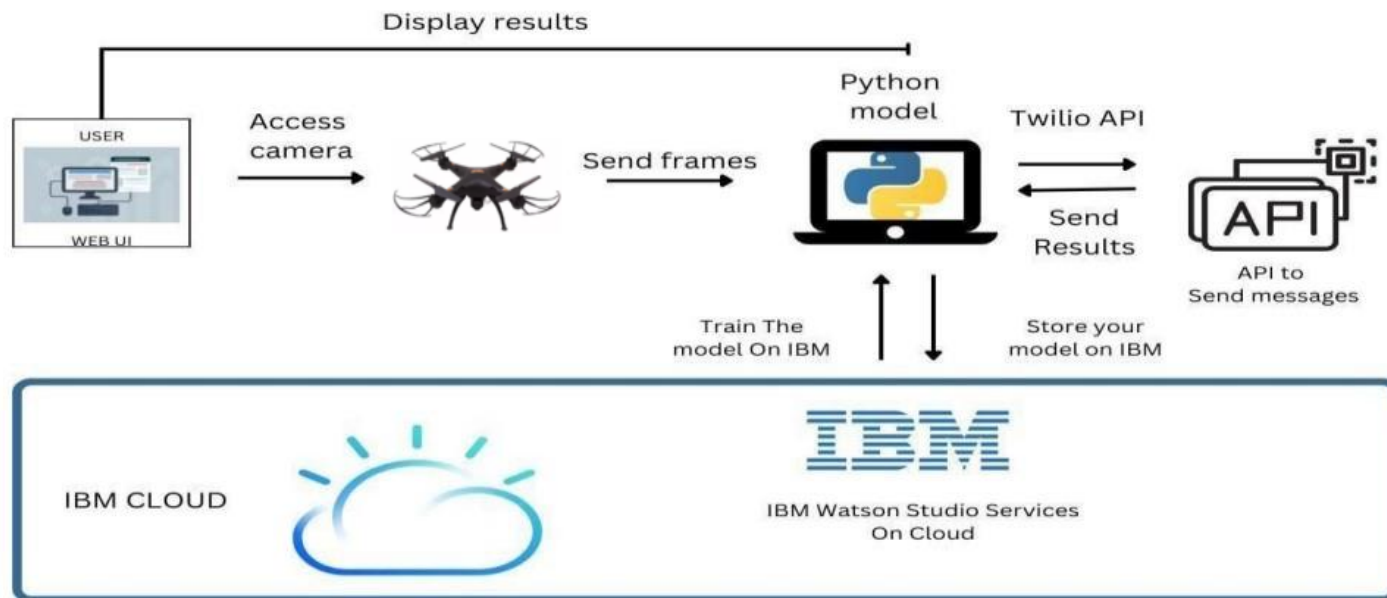 Display results
USER
WEB UI
Access
camera
Send frames
Python
model
Twilio API
Send
Results
API
API to
Send messages
Train The
model On IBM
Store your
model on IBM
IBM CLOUD
IBM
IBM Watson Studio Services
On Cloud